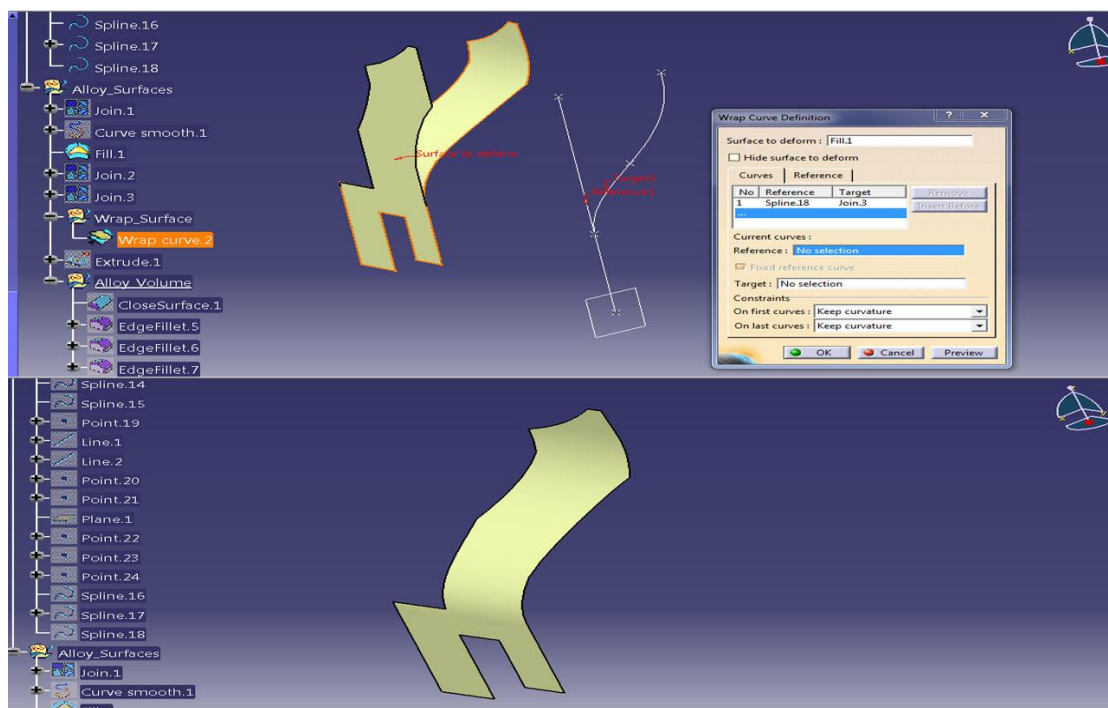 Spline.16
Spline.17
Spline.18
Alloy_Surfaces
Join.1
Curve smooth.1
Fill.1
Join.2
Join.3
Wrap_Surface
Wrap curve.2
Extrude.1
Alloy Volume
CloseSurface.1
EdgeFillet.5
EdgeFillet.6
EdgeFillet.7
Surface to deform
Wrap Curve Definition
Surface to deform : Fill.1
Hide surface to deform
Curves Reference
No Reference Target
1 Spline.18 Join.3
...
Remove
Insert Before
Current curves :
Reference : No selection
Fixed reference curve
Target : No selection
Constraints
On first curves : Keep curvature
On last curves : Keep curvature
OK Cancel Preview
Spline.14
Spline.15
Point.19
Line.1
Line.2
Point.20
Point.21
Plane.1
Point.22
Point.23
Point.24
Spline.16
Spline.17
Spline.18
Alloy_Surfaces
Join.1
Curve smooth.1